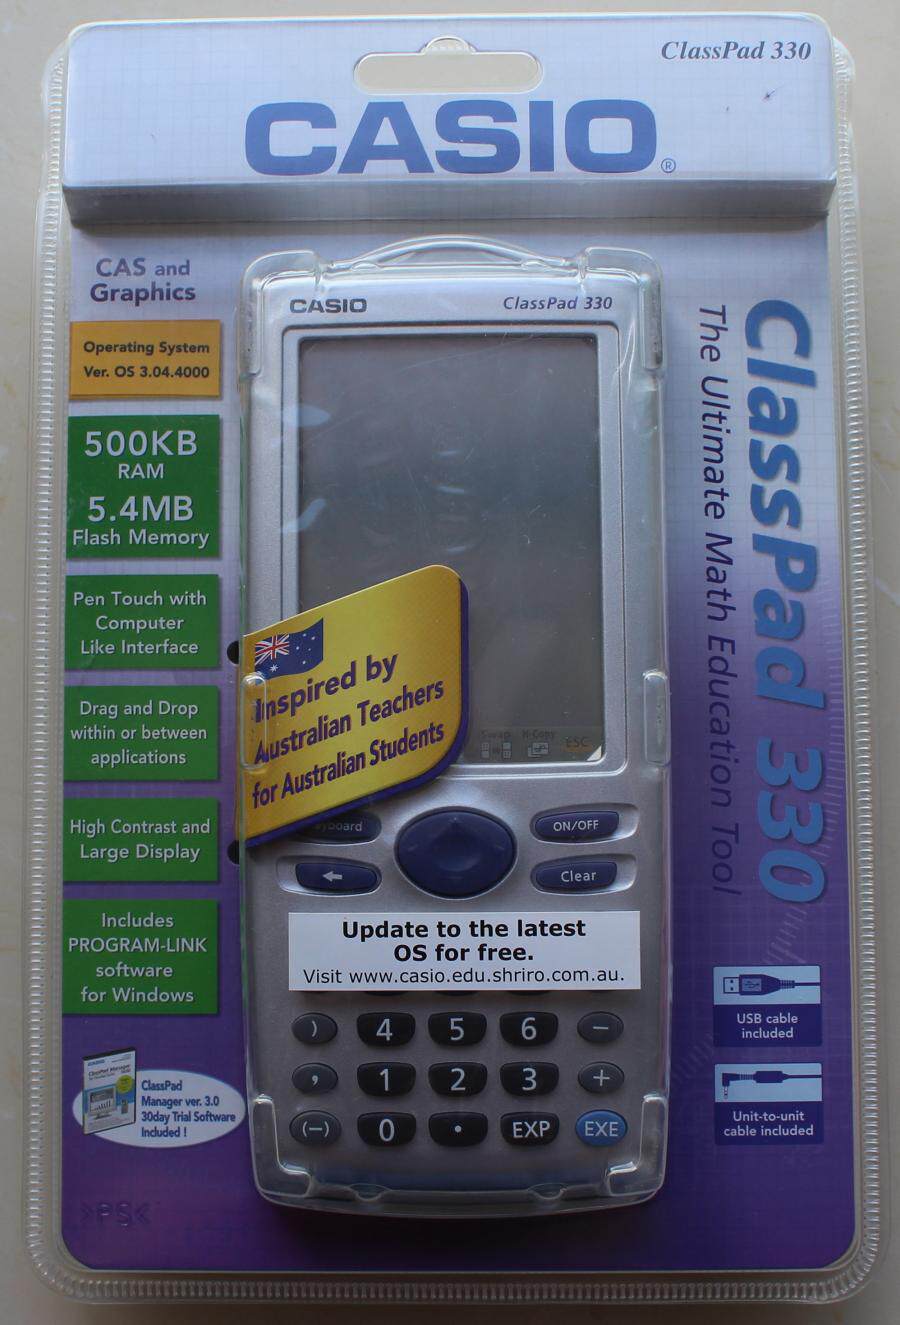 ClassPad 330
CASIO®
CAS and
Graphics
Operating System
Ver. OS 3.04.4000
500KB
RAM
5.4MB
Flash Memory
Pen Touch with
Computer
Like Interface
Drag and Drop
within or between
applications
High Contrast and
Large Display
Includes
PROGRAM-LINK
software
for Windows
ClassPad
Manager ver. 3.0
30day Trial Software
Included !
>PS<
CASIO
ClassPad 330
Swap
ESC
Inspired by
Australian Teachers
for Australian Students
ON/OFF
Clear
Update to the latest
OS for free.
Visit www.casio.edu.shriro.com.au.
) 4 5 6 −
, 1 2 3 +
(−) 0 · EXP EXE
ClassPad 330
The Ultimate Math Education Tool
USB cable
included
Unit-to-unit
cable included